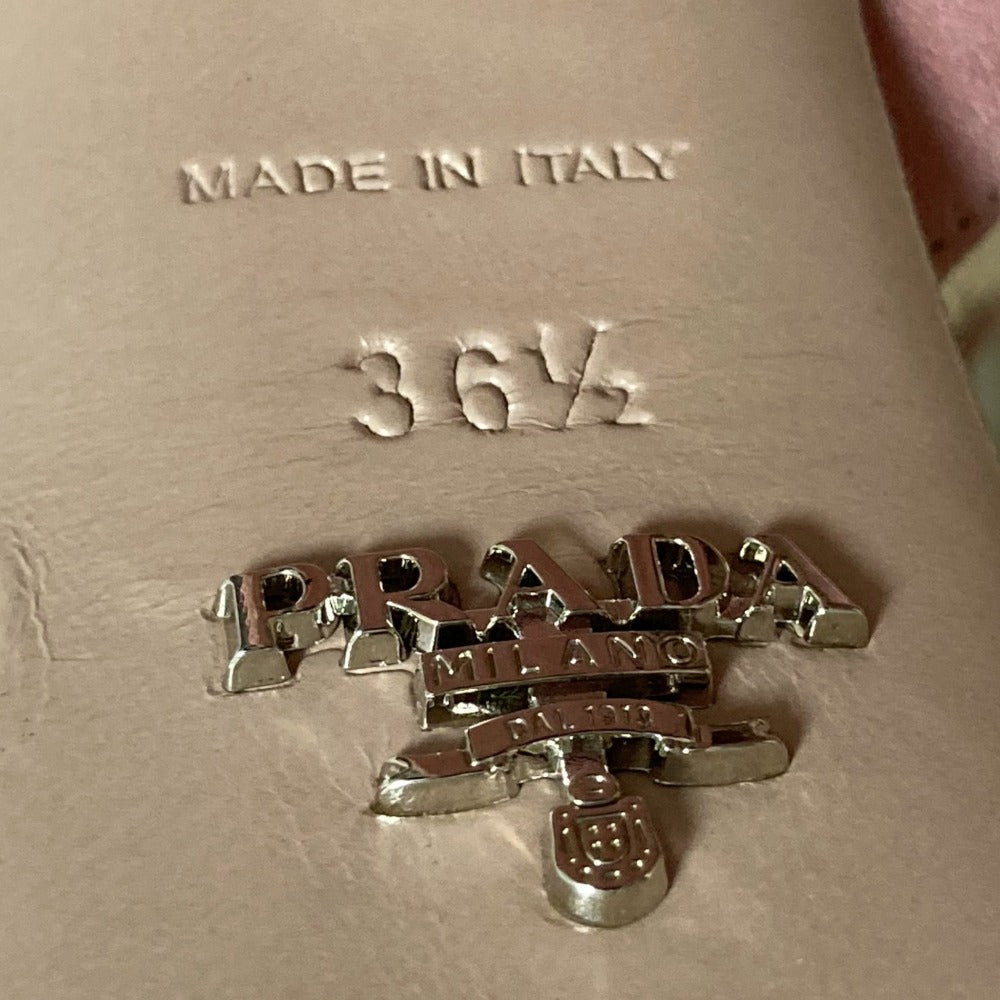 MADE IN ITALY
36½
PRADA
MILANO
DAL 1913